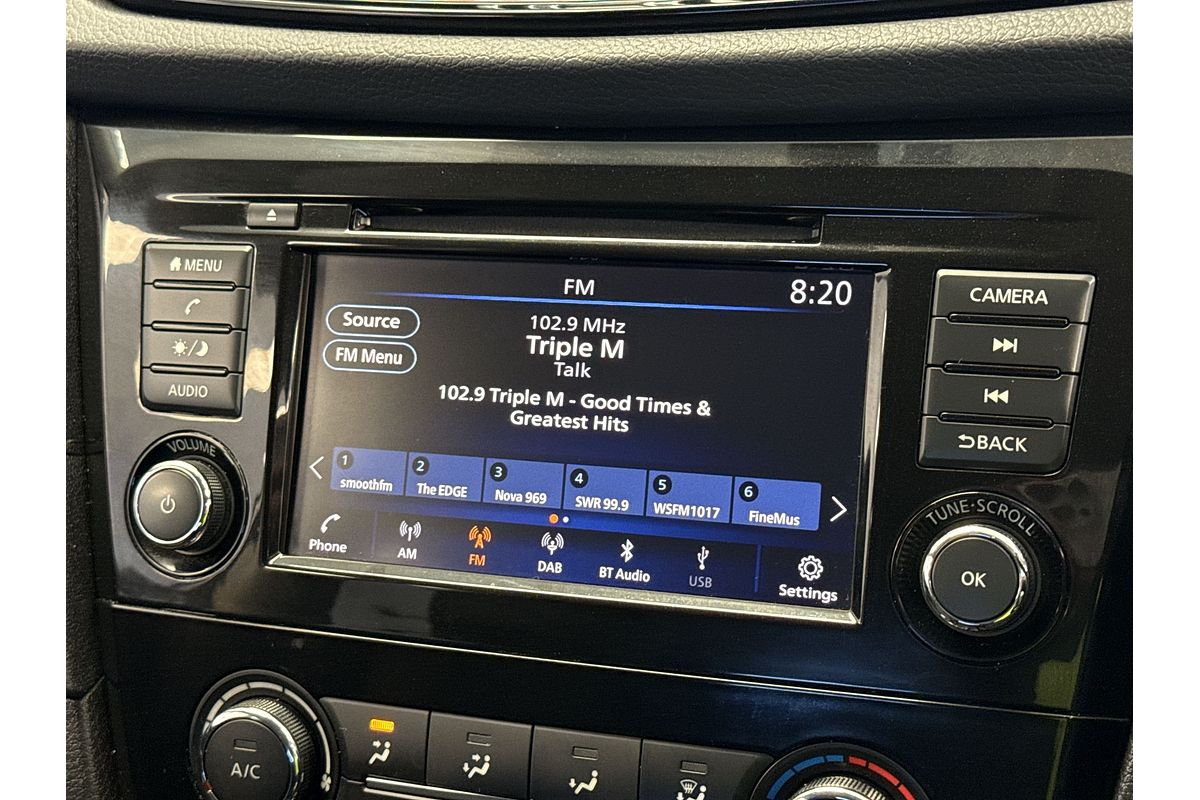 MENU
AUDIO
VOLUME
FM
8:20
Source
FM Menu
102.9 MHz
Triple M
Talk
102.9 Triple M - Good Times &
Greatest Hits
1 smoothfm
2 The EDGE
3 Nova 969
4 SWR 99.9
5 WSFM1017
6 FineMus
Phone
AM
FM
DAB
BT Audio
USB
Settings
CAMERA
BACK
TUNE·SCROLL
OK
A/C